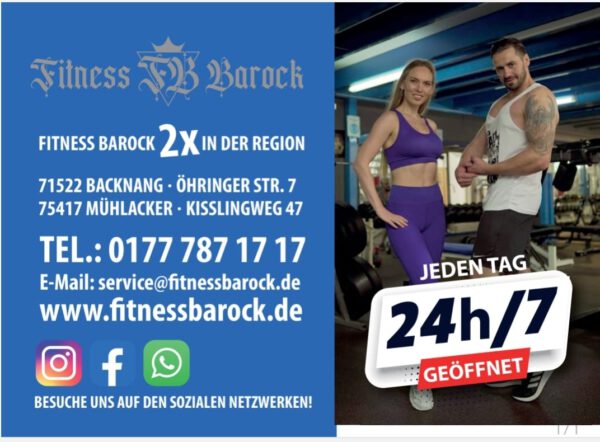 Fitness FB Barock
FITNESS BAROCK 2x IN DER REGION
71522 BACKNANG · ÖHRINGER STR. 7
75417 MÜHLACKER · KISSLINGWEG 47
TEL.: 0177 787 17 17
E-Mail: service@fitnessbarock.de
www.fitnessbarock.de
BESUCHE UNS AUF DEN SOZIALEN NETZWERKEN!
JEDEN TAG
24h/7
GEÖFFNET
1 / 1